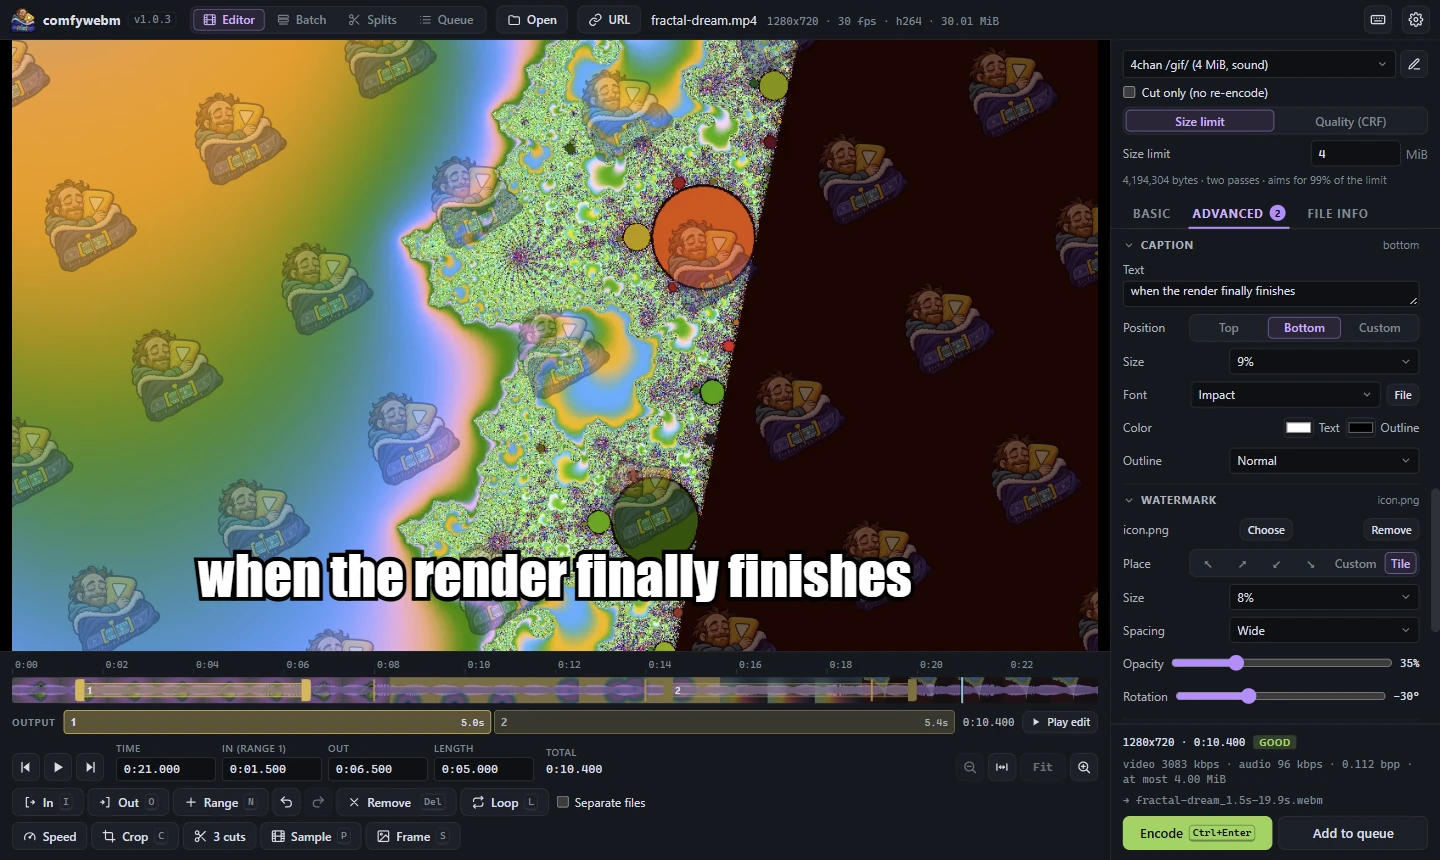 comfywebm v1.0.3 Editor Batch Splits Queue Open URL fractal-dream.mp4 1280x720 · 30 fps · h264 · 30.01 MiB
4chan /gif/ (4 MiB, sound)
Cut only (no re-encode)
Size limit Quality (CRF)
Size limit 4 MiB
4,194,304 bytes · two passes · aims for 99% of the limit
BASIC ADVANCED 2 FILE INFO
CAPTION bottom
Text
when the render finally finishes
Position Top Bottom Custom
Size 9%
Font Impact File
Color Text Outline
Outline Normal
WATERMARK icon.png
icon.png Choose Remove
Place ↖ ↗ ↙ ↘ Custom Tile
Size 8%
Spacing Wide
Opacity 35%
Rotation -30°
when the render finally finishes
0:00 0:02 0:04 0:06 0:08 0:10 0:12 0:14 0:16 0:18 0:20 0:22
1 2
OUTPUT 1 5.0s 2 5.4s 0:10.400 Play edit
TIME IN (RANGE 1) OUT LENGTH TOTAL
0:21.000 0:01.500 0:06.500 0:05.000 0:10.400 Fit
In I Out O + Range N Remove Del Loop L Separate files
Speed Crop C 3 cuts Sample P Frame S
1280x720 · 0:10.400 GOOD
video 3083 kbps · audio 96 kbps · 0.112 bpp ·
at most 4.00 MiB
→ fractal-dream_1.5s-19.9s.webm
Encode Ctrl+Enter Add to queue